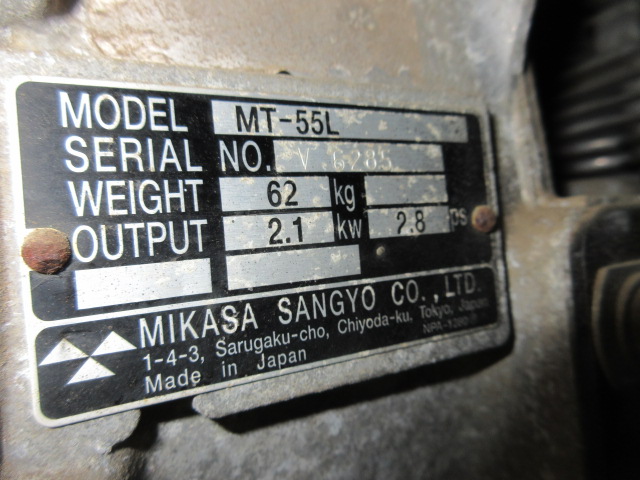 MODEL MT-55L
SERIAL NO. V 6285
WEIGHT 62 kg
OUTPUT 2.1 kw 2.8 PS
MIKASA SANGYO CO., LTD.
1-4-3, Sarugaku-cho, Chiyoda-ku, Tokyo, Japan
Made in Japan